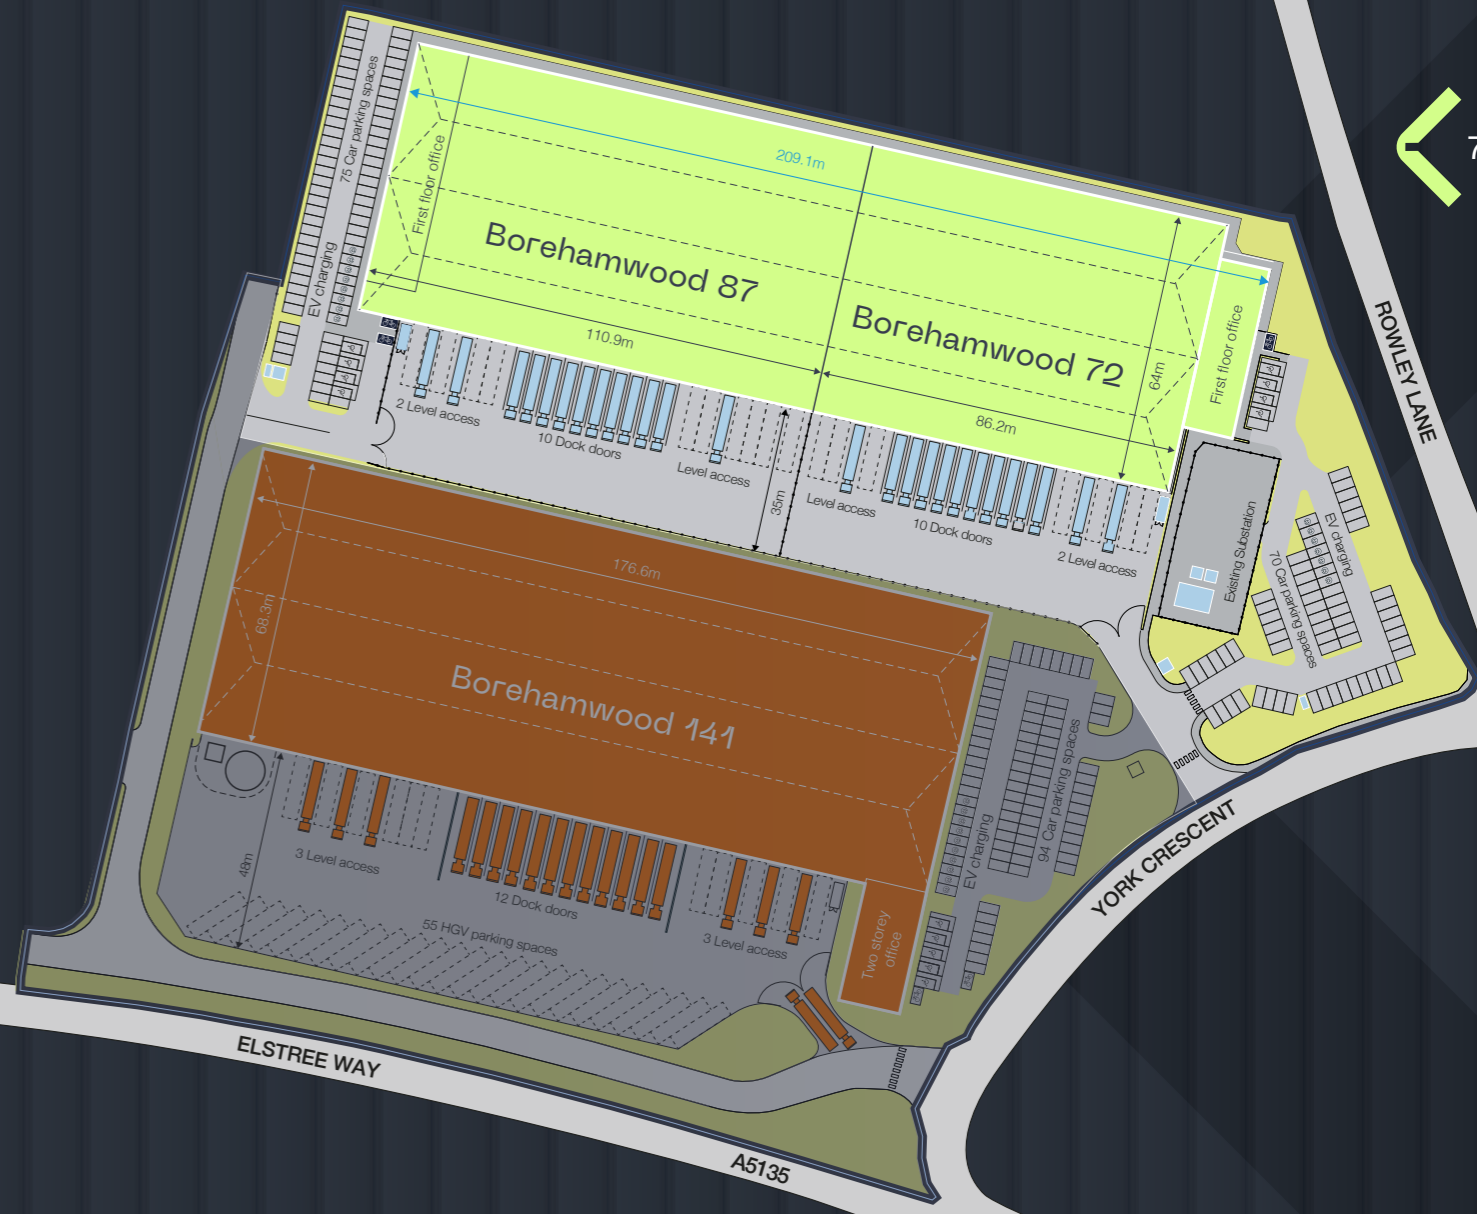 75 Car parking spaces
First floor office
209.1m
EV charging
Borehamwood 87
Borehamwood 72
110.9m
64m
First floor office
86.2m
2 Level access
10 Dock doors
Level access
35m
Level access
10 Dock doors
2 Level access
Existing Substation
EV charging
70 Car parking spaces
ROWLEY LANE
7
176.6m
68.3m
Borehamwood 141
94 Car parking spaces
EV charging
48m
3 Level access
12 Dock doors
55 HGV parking spaces
3 Level access
Two storey
office
YORK CRESCENT
ELSTREE WAY
A5135